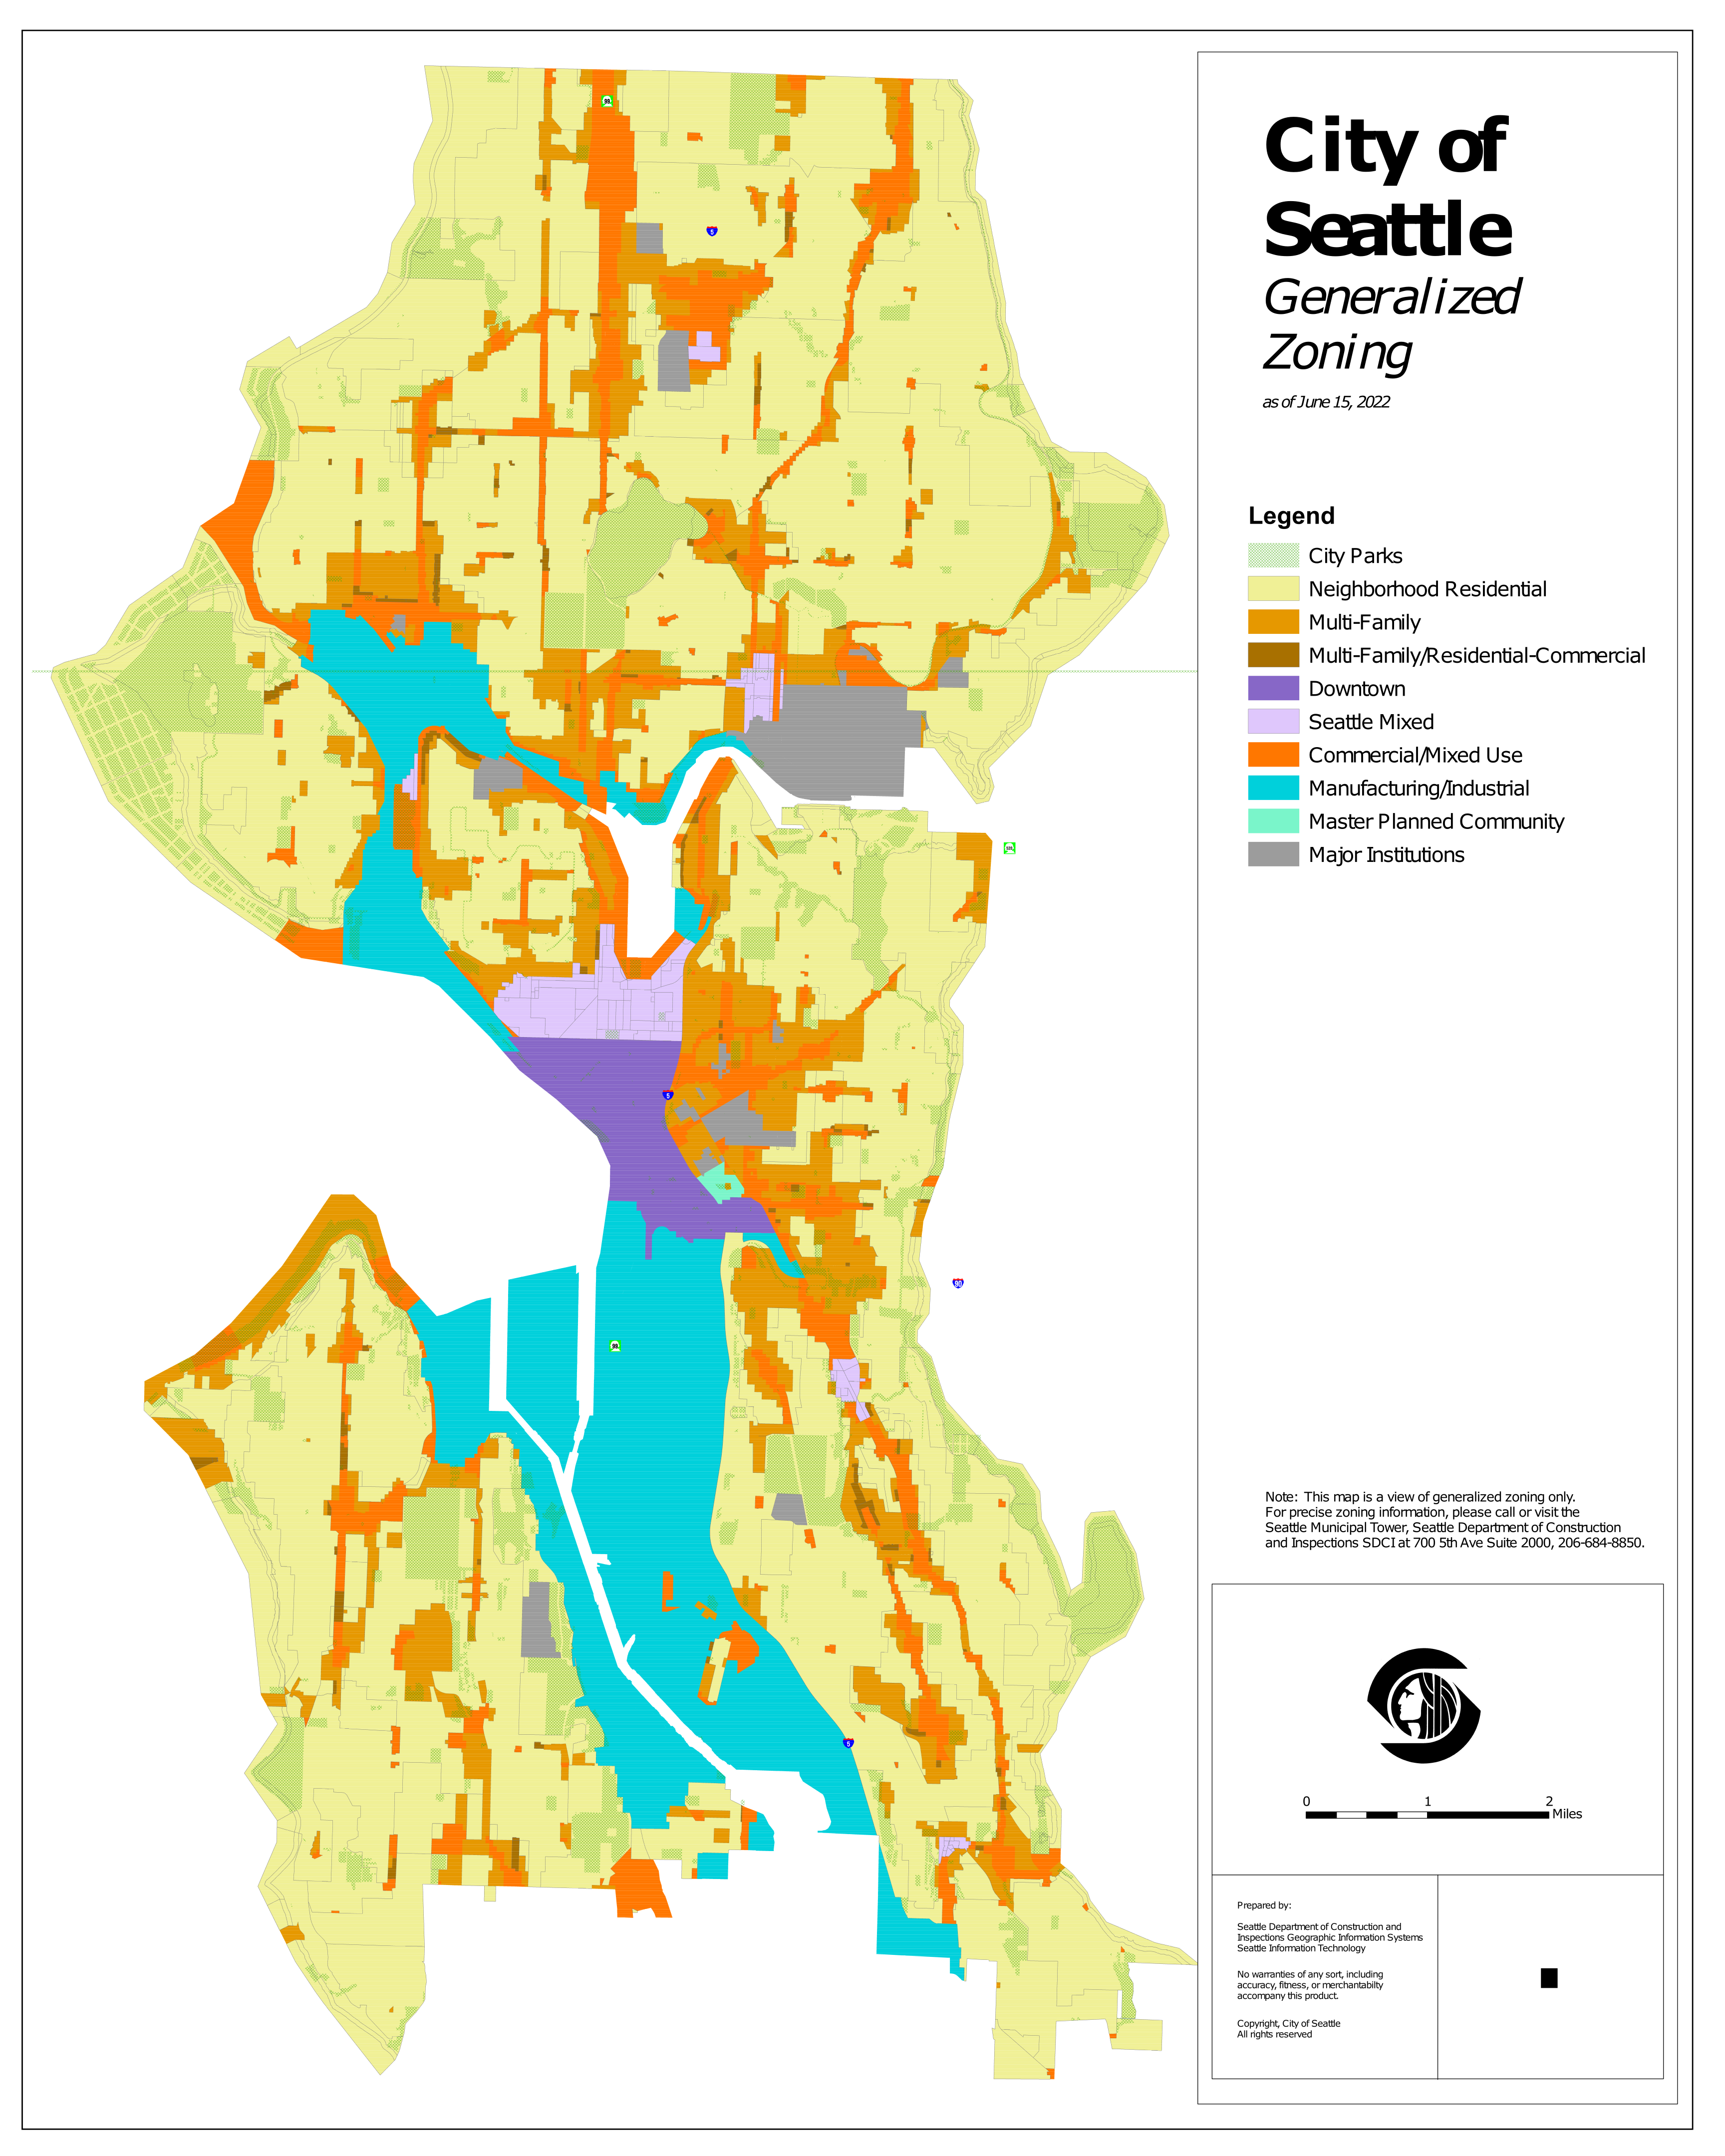 City of
Seattle
Generalized
Zoning
as of June 15, 2022
Legend
City Parks
Neighborhood Residential
Multi-Family
Multi-Family/Residential-Commercial
Downtown
Seattle Mixed
Commercial/Mixed Use
Manufacturing/Industrial
Master Planned Community
Major Institutions
99
5
520
5
90
99
5
Note: This map is a view of generalized zoning only.
For precise zoning information, please call or visit the
Seattle Municipal Tower, Seattle Department of Construction
and Inspections SDCI at 700 5th Ave Suite 2000, 206-684-8850.
0 1 2
Miles
Prepared by:
Seattle Department of Construction and
Inspections Geographic Information Systems
Seattle Information Technology
No warranties of any sort, including
accuracy, fitness, or merchantabilty
accompany this product.
Copyright, City of Seattle
All rights reserved